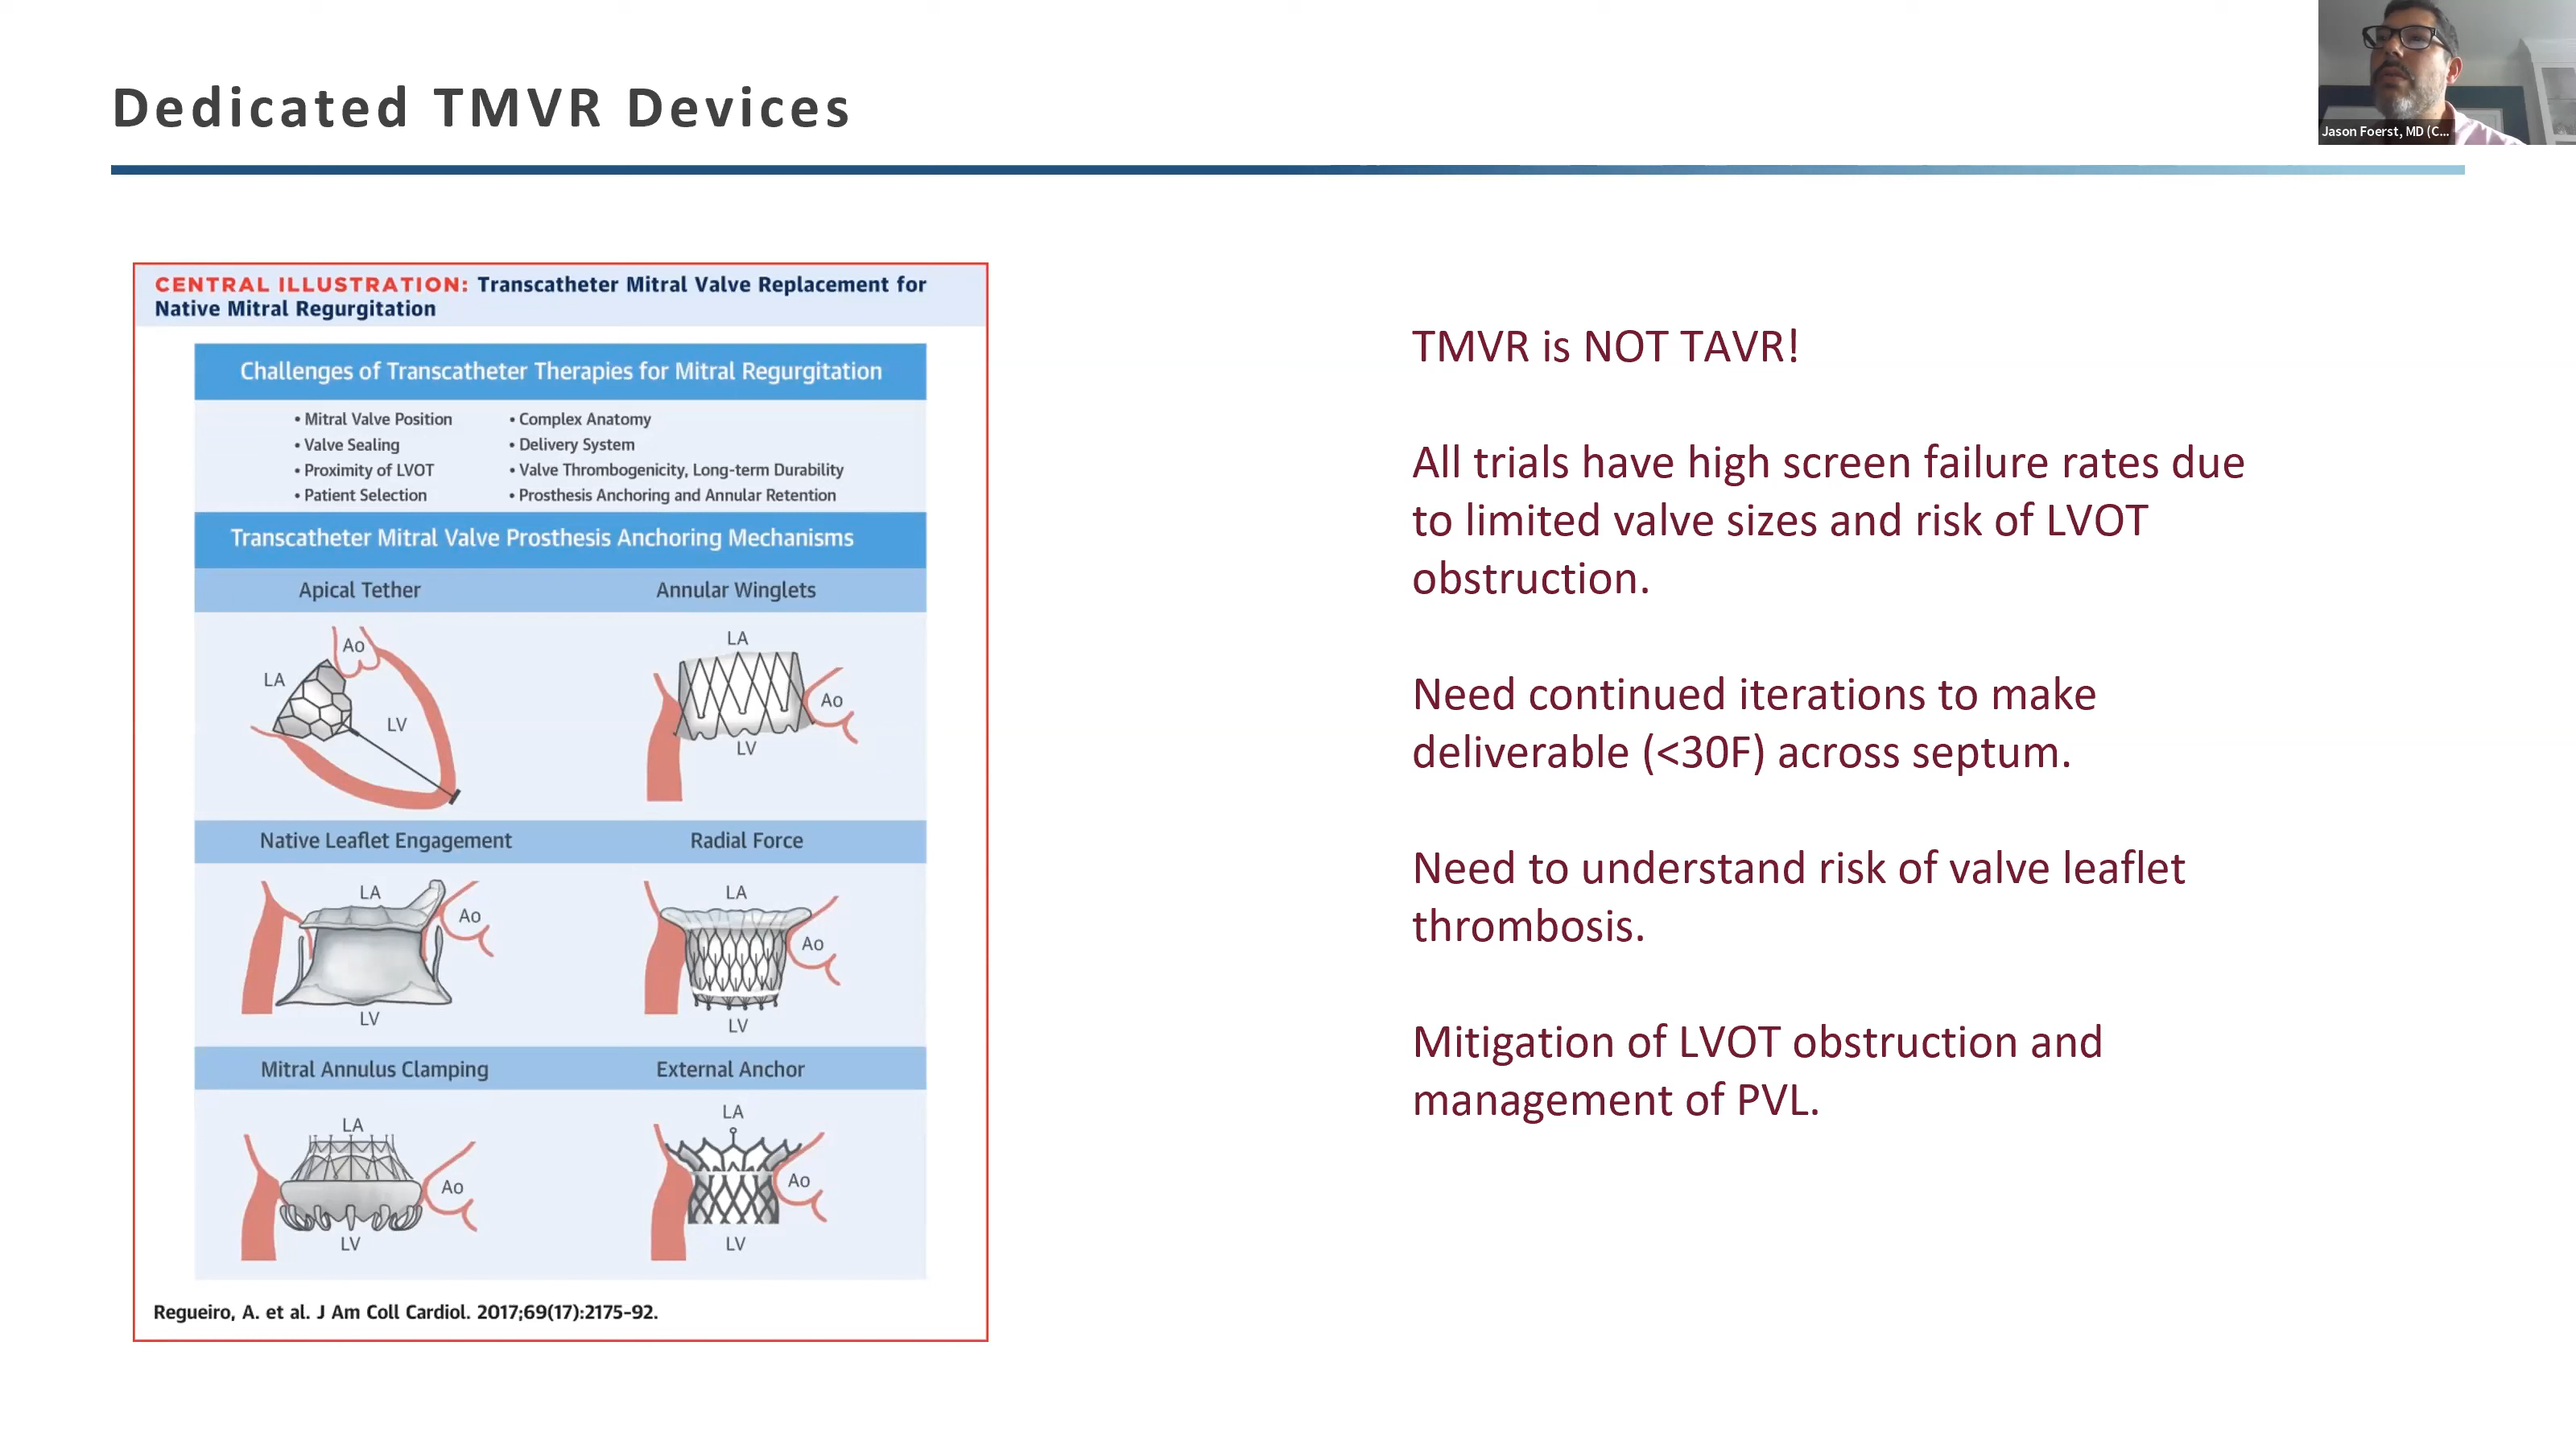 Dedicated TMVR Devices
Jason Foerst, MD (C...
CENTRAL ILLUSTRATION: Transcatheter Mitral Valve Replacement for
Native Mitral Regurgitation
Challenges of Transcatheter Therapies for Mitral Regurgitation
• Mitral Valve Position
• Valve Sealing
• Proximity of LVOT
• Patient Selection
• Complex Anatomy
• Delivery System
• Valve Thrombogenicity, Long-term Durability
• Prosthesis Anchoring and Annular Retention
Transcatheter Mitral Valve Prosthesis Anchoring Mechanisms
Apical Tether
Ao
LA
LV
Annular Winglets
LA
Ao
LV
Native Leaflet Engagement
LA
Ao
LV
Radial Force
LA
Ao
LV
Mitral Annulus Clamping
LA
Ao
LV
External Anchor
LA
Ao
LV
Regueiro, A. et al. J Am Coll Cardiol. 2017;69(17):2175–92.
TMVR is NOT TAVR!
All trials have high screen failure rates due
to limited valve sizes and risk of LVOT
obstruction.
Need continued iterations to make
deliverable (<30F) across septum.
Need to understand risk of valve leaflet
thrombosis.
Mitigation of LVOT obstruction and
management of PVL.